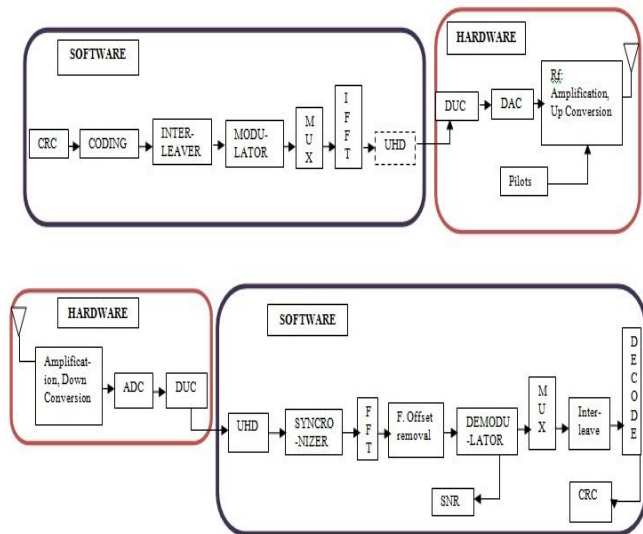 SOFTWARE
HARDWARE
CRC
CODING
INTER-
LEAVER
MODU-
LATOR
M
U
X
I
F
F
T
UHD
DUC
DAC
Rf:
Amplification,
Up Conversion
Pilots
HARDWARE
SOFTWARE
Amplificat-
ion, Down
Conversion
ADC
DUC
UHD
SYNCRO
-NIZER
F
F
T
F. Offset
removal
DEMODU
-LATOR
SNR
M
U
X
Inter-
leave
D
E
C
O
D
E
CRC